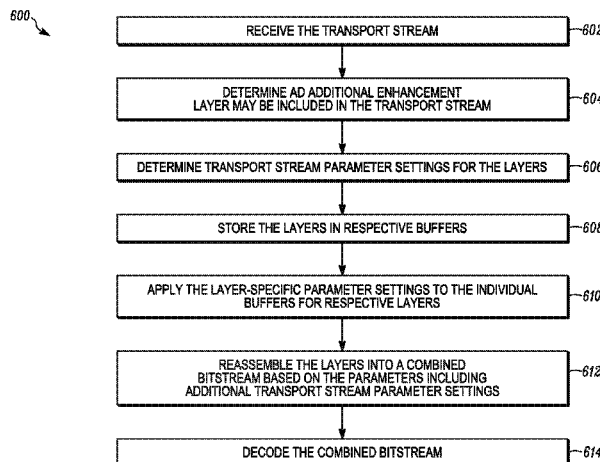 600
RECEIVE THE TRANSPORT STREAM
602
DETERMINE AD ADDITIONAL ENHANCEMENT
LAYER MAY BE INCLUDED IN THE TRANSPORT STREAM
604
DETERMINE TRANSPORT STREAM PARAMETER SETTINGS FOR THE LAYERS
606
STORE THE LAYERS IN RESPECTIVE BUFFERS
608
APPLY THE LAYER-SPECIFIC PARAMETER SETTINGS TO THE INDIVIDUAL
BUFFERS FOR RESPECTIVE LAYERS
610
REASSEMBLE THE LAYERS INTO A COMBINED
BITSTREAM BASED ON THE PARAMETERS INCLUDING
ADDITIONAL TRANSPORT STREAM PARAMETER SETTINGS
612
DECODE THE COMBINED BITSTREAM
614